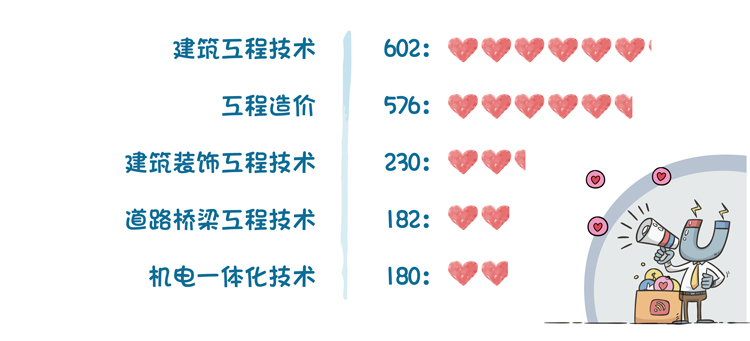 建筑工程技术 602：
工程造价 576：
建筑装饰工程技术 230：
道路桥梁工程技术 182：
机电一体化技术 180：